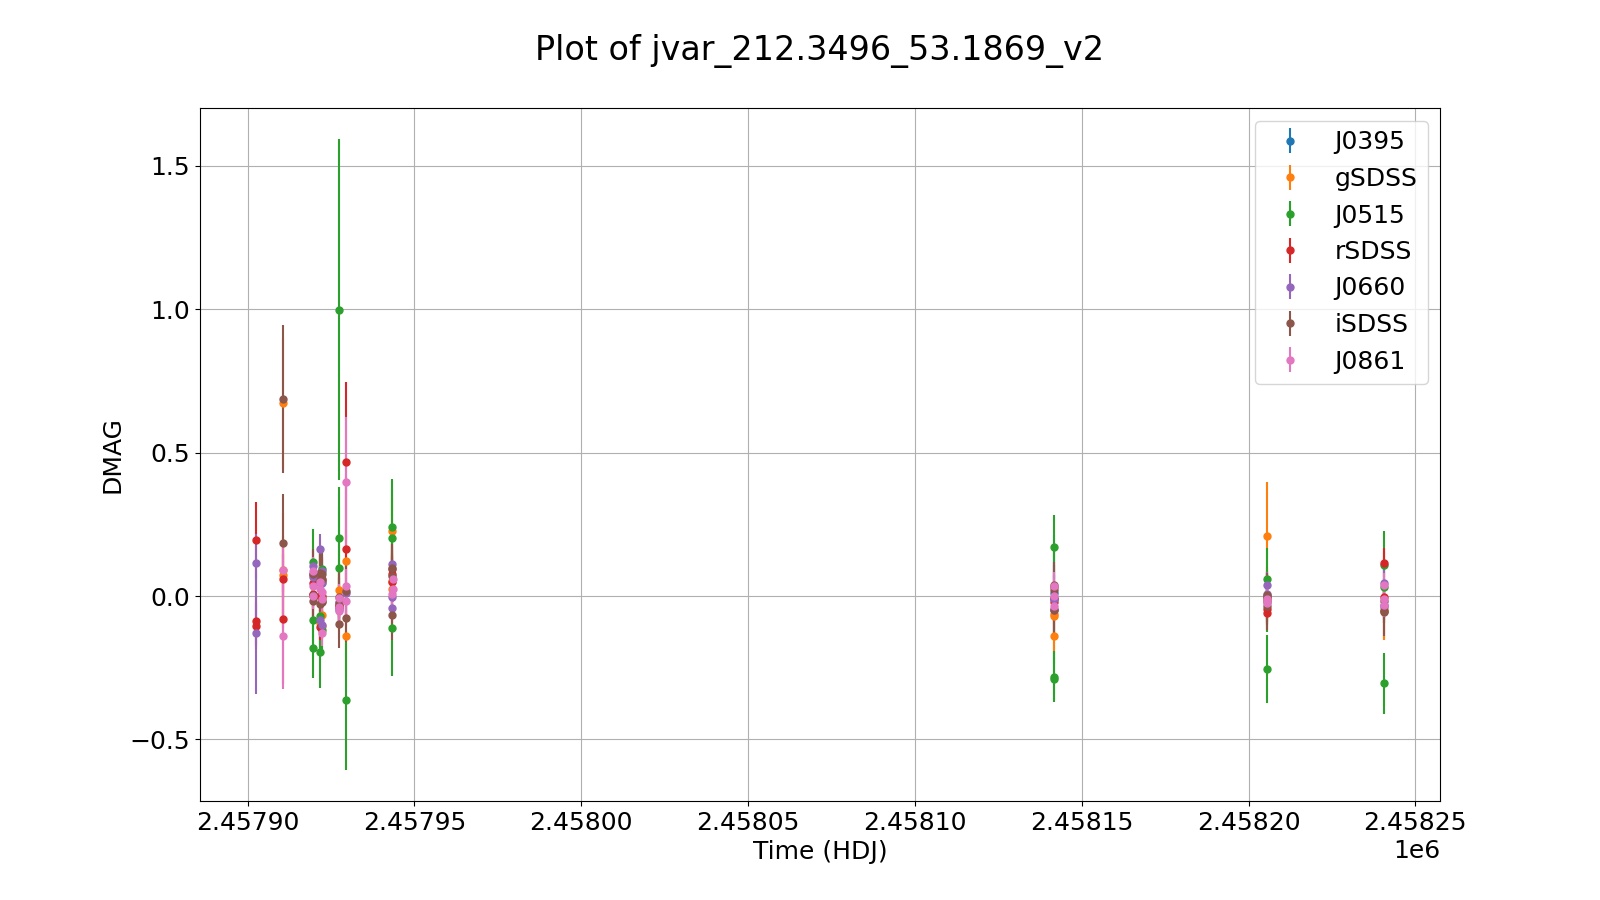 Plot of jvar_212.3496_53.1869_v2
J0395
gSDSS
J0515
rSDSS
J0660
iSDSS
J0861
1.5
1.0
0.5
0.0
−0.5
DMAG
2.45790 2.45795 2.45800 2.45805 2.45810 2.45815 2.45820 2.45825
Time (HDJ)
1e6